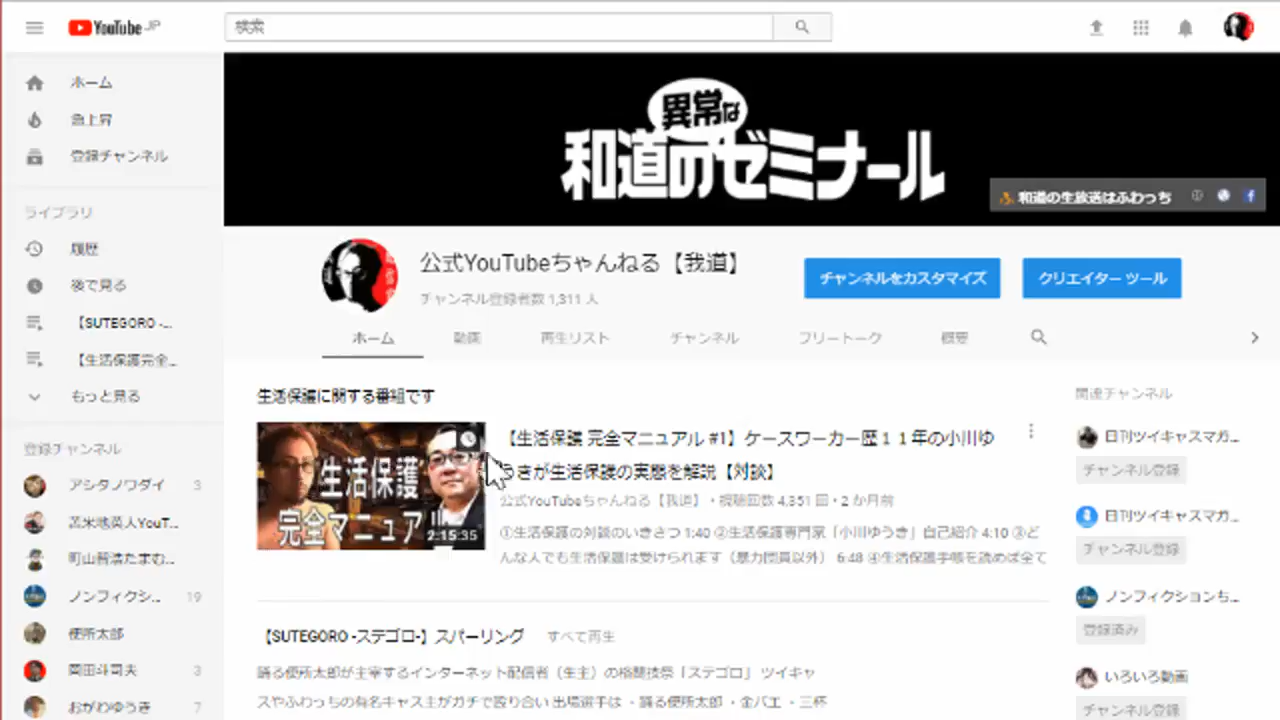 YouTube JP
検索
ホーム
急上昇
登録チャンネル
ライブラリ
履歴
後で見る
【SUTEGORO -...
【生活保護完全...
もっと見る
登録チャンネル
アシタノワダイ 3
苫米地英人YouT...
町山智浩たまむ...
ノンフィクシ... 19
便所太郎
岡田斗司夫 3
おがわゆうき 7
異常な
和道のゼミナール
和道の生放送はふわっち
公式YouTubeちゃんねる【我道】
チャンネル登録者数 1,311 人
チャンネルをカスタマイズ
クリエイター ツール
ホーム 動画 再生リスト チャンネル フリートーク 概要
生活保護に関する番組です
生活保護
完全マニュアル
2:15:35
【生活保護 完全マニュアル #1】ケースワーカー歴１１年の小川ゆ
うきが生活保護の実態を解説【対談】
公式YouTubeちゃんねる【我道】・視聴回数 4,351 回・2 か月前
①生活保護の対談のいきさつ 1:40 ②生活保護専門家「小川ゆうき」自己紹介 4:10 ③ど
んな人でも生活保護は受けられます（暴力団員以外） 6:48 ④生活保護手帳を読めば全て
【SUTEGORO -ステゴロ-】スパーリング すべて再生
踊る便所太郎が主宰するインターネット配信者（生主）の格闘技祭「ステゴロ」 ツイキャ
スやふわっちの有名キャス主がガチで殴り合い 出場選手は ・踊る便所太郎 ・金バエ ・三杯
関連チャンネル
日刊ツイキャスマガ...
チャンネル登録
日刊ツイキャスマガ...
チャンネル登録
ノンフィクションち...
登録済み
いろいろ動画
チャンネル登録